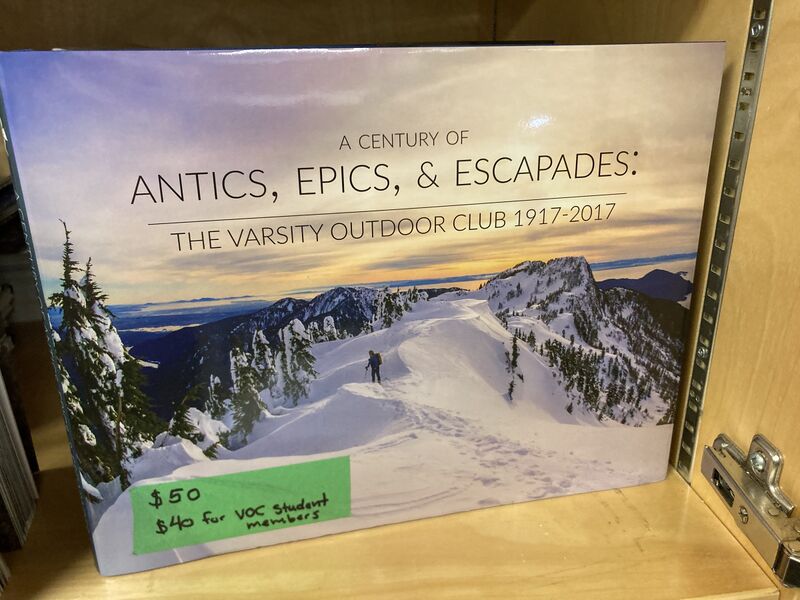 A CENTURY OF
ANTICS, EPICS, & ESCAPADES:
THE VARSITY OUTDOOR CLUB 1917-2017
$50
$40 for VOC Student
members